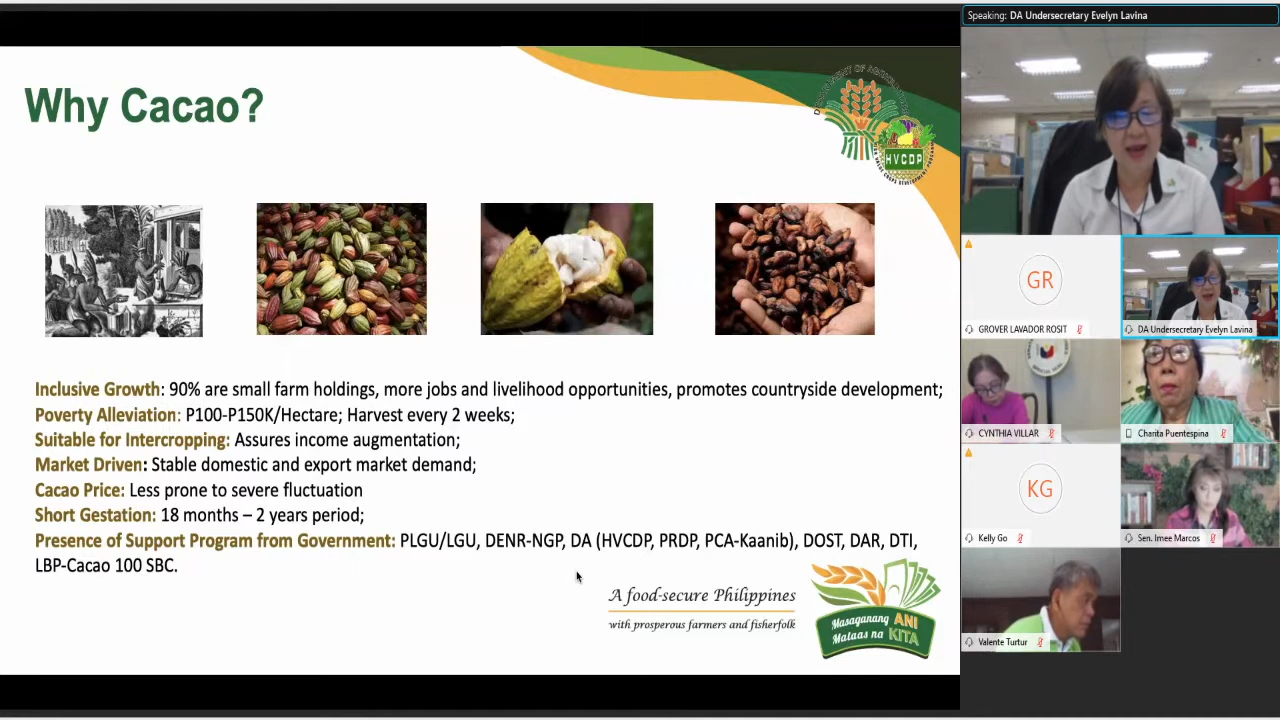 Speaking: DA Undersecretary Evelyn Lavina
Why Cacao?
DEPARTMENT OF AGRICULTURE
HVCDP
Inclusive Growth: 90% are small farm holdings, more jobs and livelihood opportunities, promotes countryside development;
Poverty Alleviation: P100-P150K/Hectare; Harvest every 2 weeks;
Suitable for Intercropping: Assures income augmentation;
Market Driven: Stable domestic and export market demand;
Cacao Price: Less prone to severe fluctuation
Short Gestation: 18 months – 2 years period;
Presence of Support Program from Government: PLGU/LGU, DENR-NGP, DA (HVCDP, PRDP, PCA-Kaanib), DOST, DAR, DTI,
LBP-Cacao 100 SBC.
A food-secure Philippines
with prosperous farmers and fisherfolk
Masaganang ANI
Mataas na KITA
GR
GROVER LAVADOR ROSIT
DA Undersecretary Evelyn Lavina
CYNTHIA VILLAR
Charita Puentespina
KG
Kelly Go
Sen. Imee Marcos
Valente Turtur